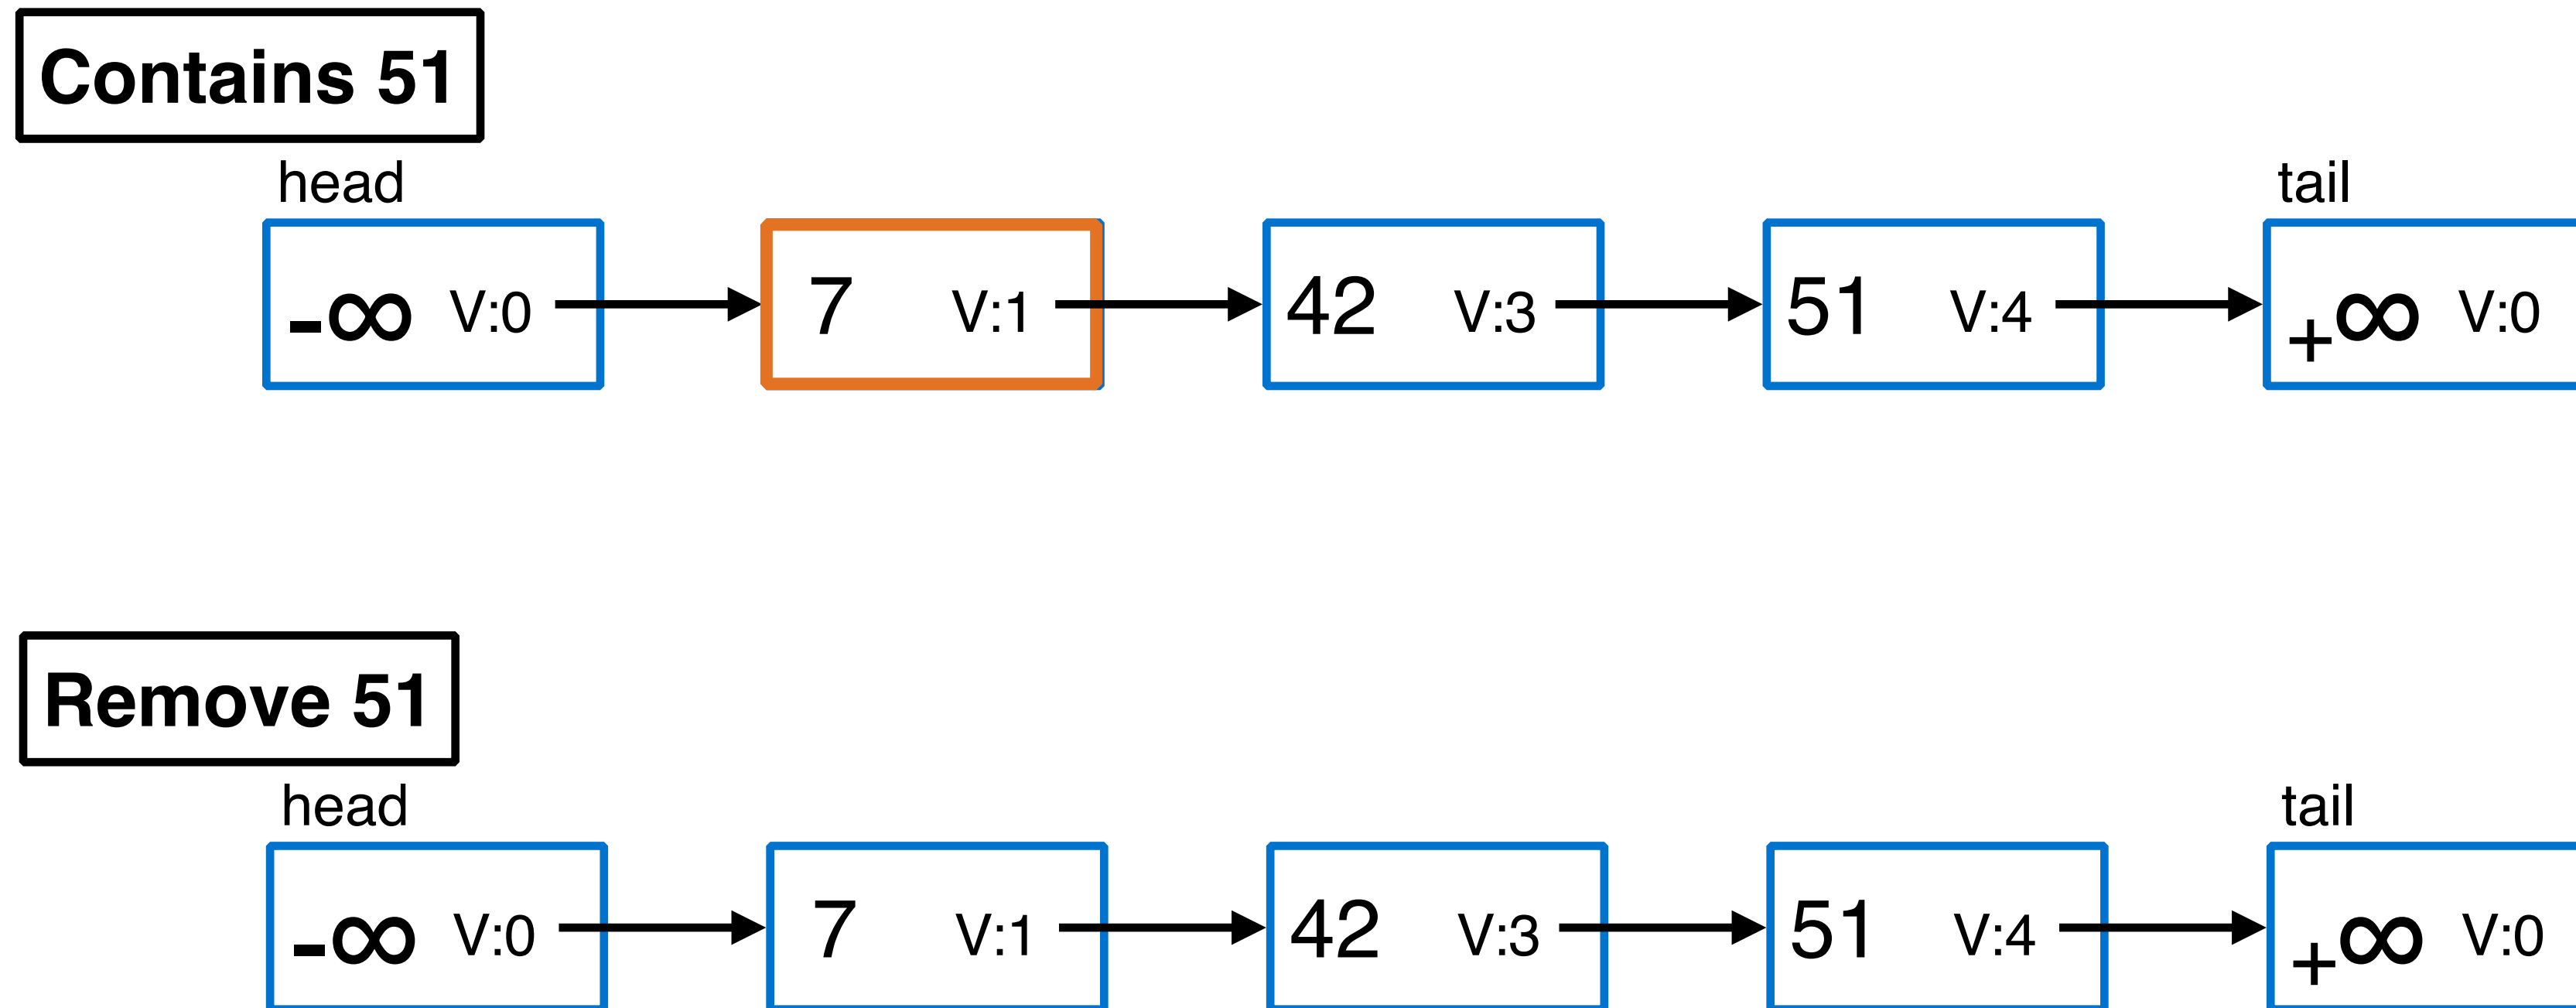 Contains 51
head tail
-∞ V:0 7 V:1 42 V:3 51 V:4 +∞ V:0
Remove 51
head tail
-∞ V:0 7 V:1 42 V:3 51 V:4 +∞ V:0